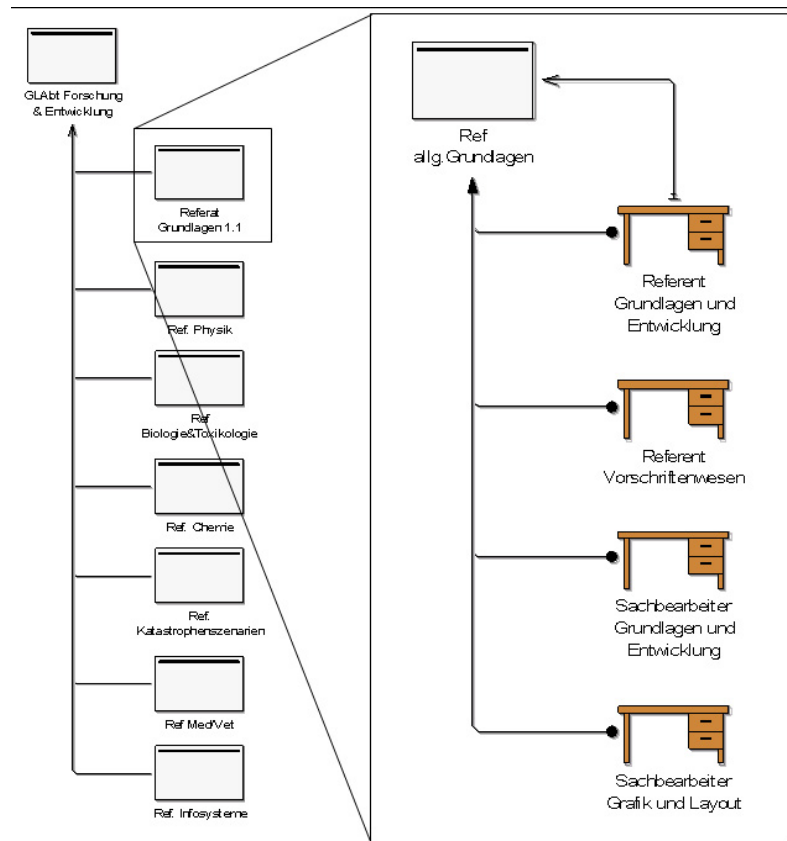 GLAbt Forschung
& Entwicklung
Referat
Grundlagen 1.1
Ref. Physik
Ref
Biologie&Toxikologie
Ref. Chemie
Ref.
Katastrophenszenarien
Ref Med/Vet
Ref. Infosysteme
Ref
allg.Grundlagen
Referent
Grundlagen und
Entwicklung
Referent
Vorschriftenwesen
Sachbearbeiter
Grundlagen und
Entwicklung
Sachbearbeiter
Grafik und Layout